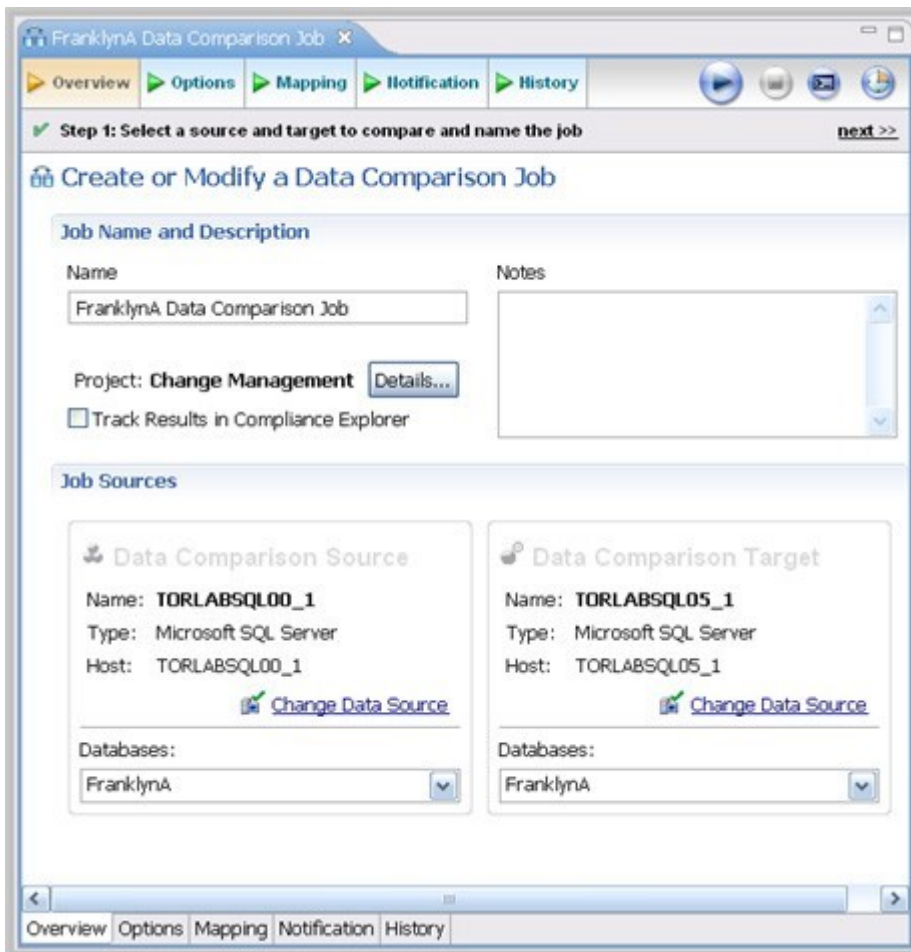 FranklynA Data Comparison Job
Overview Options Mapping Notification History
Step 1: Select a source and target to compare and name the job next >>
Create or Modify a Data Comparison Job
Job Name and Description
Name Notes
FranklynA Data Comparison Job
Project: Change Management Details...
Track Results in Compliance Explorer
Job Sources
Data Comparison Source
Name: TORLABSQL00_1
Type: Microsoft SQL Server
Host: TORLABSQL00_1
Change Data Source
Databases:
FranklynA
Data Comparison Target
Name: TORLABSQL05_1
Type: Microsoft SQL Server
Host: TORLABSQL05_1
Change Data Source
Databases:
FranklynA
Overview Options Mapping Notification History